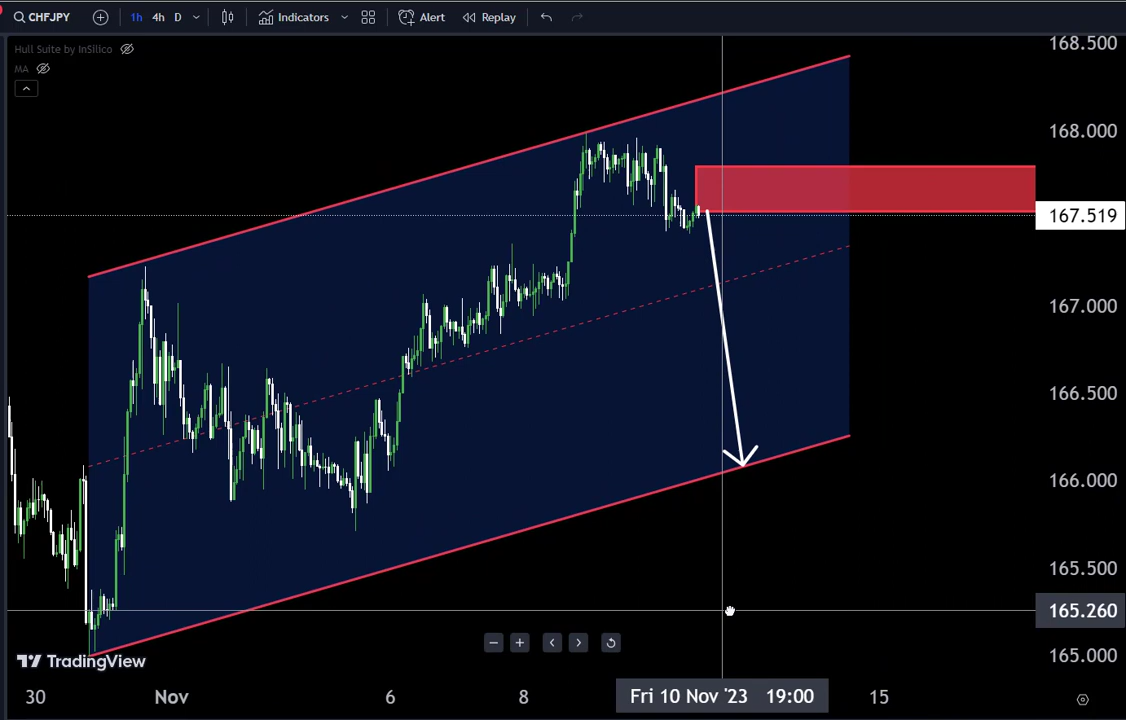 CHFJPY 1h 4h D Indicators Alert Replay
Hull Suite by InSilico
MA
168.500
168.000
167.519
167.000
166.500
166.000
165.500
165.260
165.000
TradingView
30 Nov 6 8 Fri 10 Nov '23 19:00 15